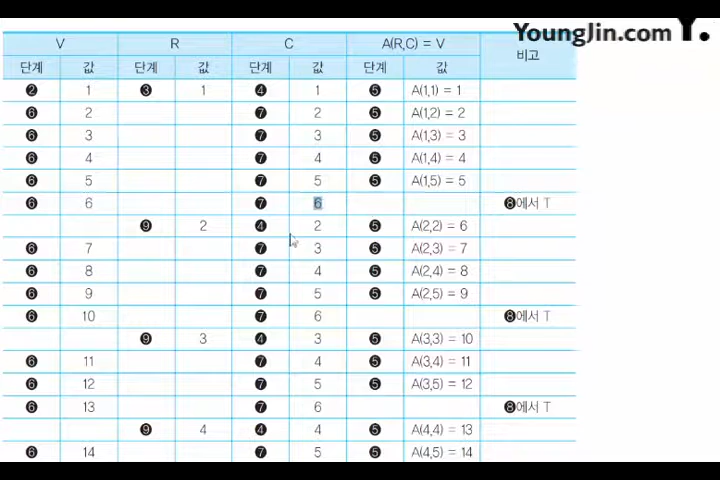 YoungJin.com Y.
V R C A(R,C) = V 비고
단계 값 단계 값 단계 값 단계 값
❷ 1 ❸ 1 ❹ 1 ❺ A(1,1) = 1
❻ 2 ❼ 2 ❺ A(1,2) = 2
❻ 3 ❼ 3 ❺ A(1,3) = 3
❻ 4 ❼ 4 ❺ A(1,4) = 4
❻ 5 ❼ 5 ❺ A(1,5) = 5
❻ 6 ❼ 6 ❽에서 T
❾ 2 ❹ 2 ❺ A(2,2) = 6
❻ 7 ❼ 3 ❺ A(2,3) = 7
❻ 8 ❼ 4 ❺ A(2,4) = 8
❻ 9 ❼ 5 ❺ A(2,5) = 9
❻ 10 ❼ 6 ❽에서 T
❾ 3 ❹ 3 ❺ A(3,3) = 10
❻ 11 ❼ 4 ❺ A(3,4) = 11
❻ 12 ❼ 5 ❺ A(3,5) = 12
❻ 13 ❼ 6 ❽에서 T
❾ 4 ❹ 4 ❺ A(4,4) = 13
❻ 14 ❼ 5 ❺ A(4,5) = 14